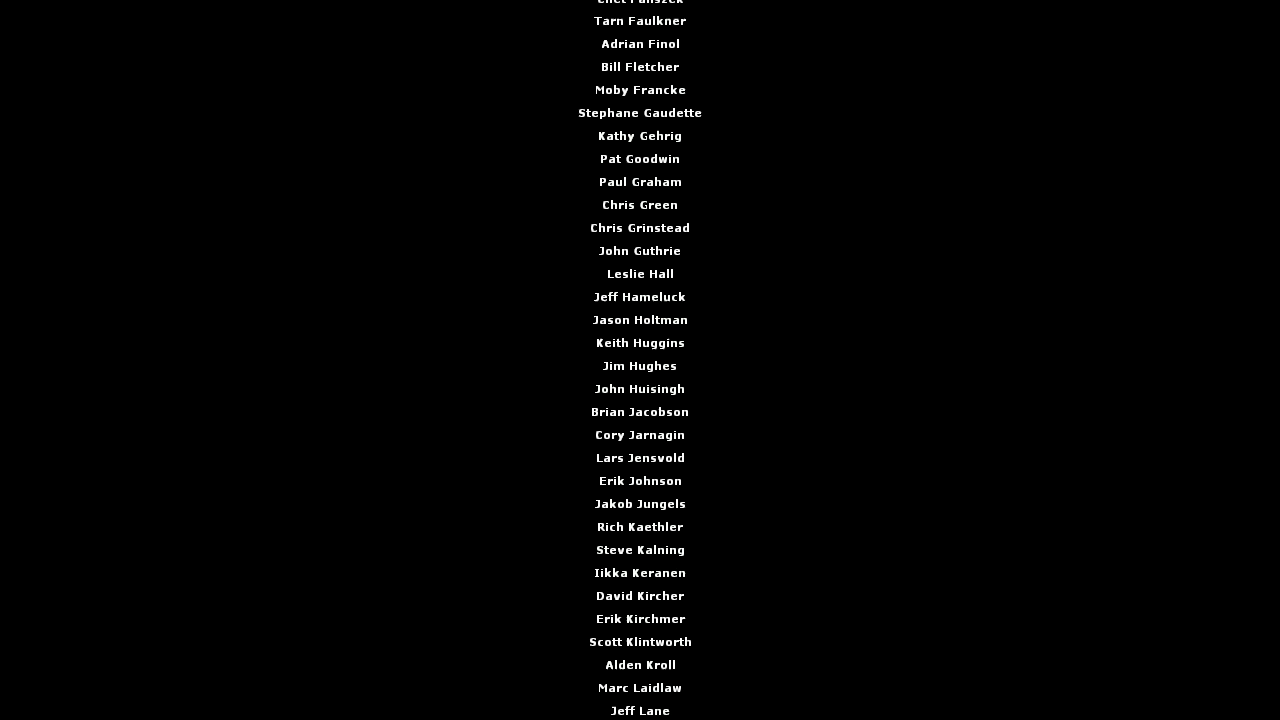 Tarn Faulkner
Adrian Finol
Bill Fletcher
Moby Francke
Stephane Gaudette
Kathy Gehrig
Pat Goodwin
Paul Graham
Chris Green
Chris Grinstead
John Guthrie
Leslie Hall
Jeff Hameluck
Jason Holtman
Keith Huggins
Jim Hughes
John Huisingh
Brian Jacobson
Cory Jarnagin
Lars Jensvold
Erik Johnson
Jakob Jungels
Rich Kaethler
Steve Kalning
Iikka Keranen
David Kircher
Erik Kirchmer
Scott Klintworth
Alden Kroll
Marc Laidlaw
Jeff Lane